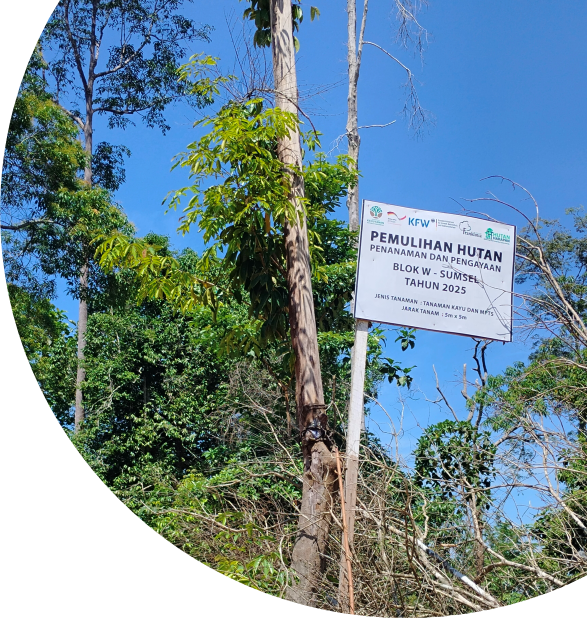 KFW
HUTAN
PEMULIHAN HUTAN
PENANAMAN DAN PENGAYAAN
BLOK W - SUMSEL
TAHUN 2025
JENIS TANAMAN : TANAMAN KAYU DAN MPTS
JARAK TANAM : 5m x 5m